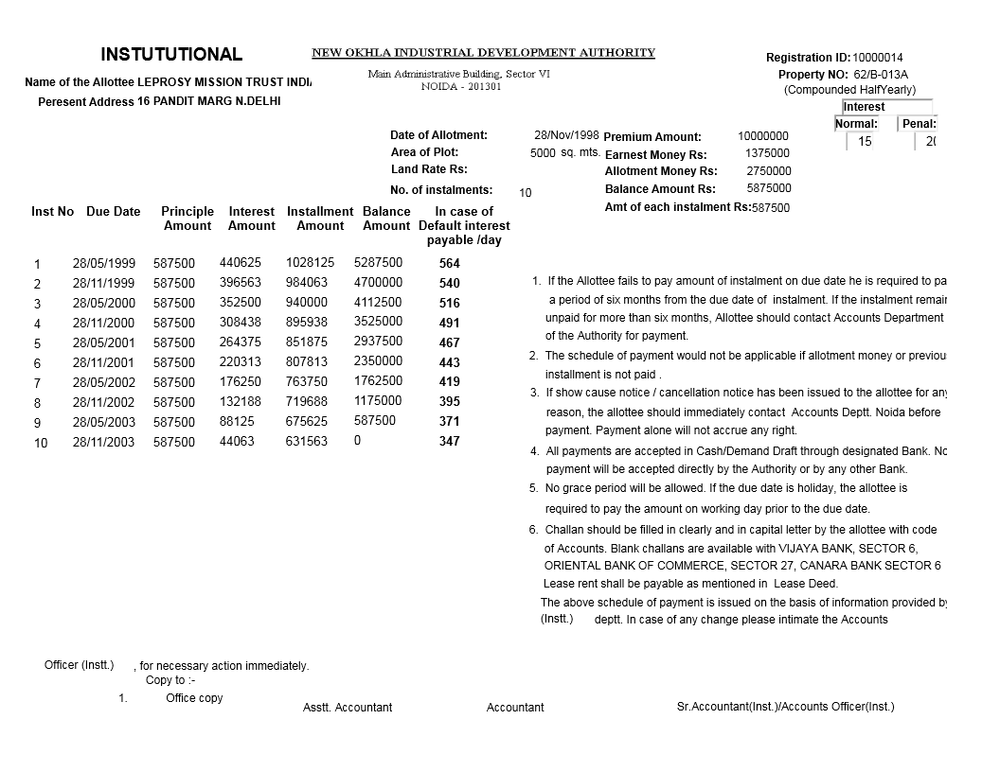 INSTUTUTIONAL
NEW OKHLA INDUSTRIAL DEVELOPMENT AUTHORITY
Main Administrative Building, Sector VI
NOIDA - 201301
Name of the Allottee LEPROSY MISSION TRUST INDIA
Peresent Address 16 PANDIT MARG N.DELHI
Registration ID: 10000014
Property NO: 62/B-013A
(Compounded HalfYearly)
Interest
Normal: Penal:
15
Date of Allotment: 28/Nov/1998
Area of Plot: 5000 sq. mts.
Land Rate Rs:
No. of instalments: 10
Premium Amount: 10000000
Earnest Money Rs: 1375000
Allotment Money Rs: 2750000
Balance Amount Rs: 5875000
Amt of each instalment Rs: 587500
Inst No Due Date Principle Amount Interest Amount Installment Amount Balance Amount In case of Default interest payable /day
1 28/05/1999 587500 440625 1028125 5287500 564
2 28/11/1999 587500 396563 984063 4700000 540
3 28/05/2000 587500 352500 940000 4112500 516
4 28/11/2000 587500 308438 895938 3525000 491
5 28/05/2001 587500 264375 851875 2937500 467
6 28/11/2001 587500 220313 807813 2350000 443
7 28/05/2002 587500 176250 763750 1762500 419
8 28/11/2002 587500 132188 719688 1175000 395
9 28/05/2003 587500 88125 675625 587500 371
10 28/11/2003 587500 44063 631563 0 347
1. If the Allottee fails to pay amount of instalment on due date he is required to pa
a period of six months from the due date of instalment. If the instalment remain
unpaid for more than six months, Allottee should contact Accounts Department
of the Authority for payment.
2. The schedule of payment would not be applicable if allotment money or previou
installment is not paid .
3. If show cause notice / cancellation notice has been issued to the allottee for any
reason, the allottee should immediately contact Accounts Deptt. Noida before
payment. Payment alone will not accrue any right.
4. All payments are accepted in Cash/Demand Draft through designated Bank. No
payment will be accepted directly by the Authority or by any other Bank.
5. No grace period will be allowed. If the due date is holiday, the allottee is
required to pay the amount on working day prior to the due date.
6. Challan should be filled in clearly and in capital letter by the allottee with code
of Accounts. Blank challans are available with VIJAYA BANK, SECTOR 6,
ORIENTAL BANK OF COMMERCE, SECTOR 27, CANARA BANK SECTOR 6
Lease rent shall be payable as mentioned in Lease Deed.
The above schedule of payment is issued on the basis of information provided by
(Instt.) deptt. In case of any change please intimate the Accounts
Officer (Instt.) , for necessary action immediately.
Copy to :-
1. Office copy
Asstt. Accountant Accountant Sr.Accountant(Inst.)/Accounts Officer(Inst.)